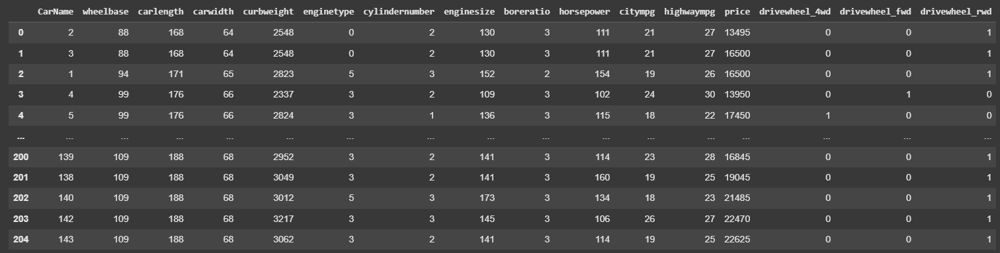 CarName wheelbase carlength carwidth curbweight enginetype cylindernumber enginesize boreratio horsepower citympg highwaympg price drivewheel_4wd drivewheel_fwd drivewheel_rwd
0 2 88 168 64 2548 0 2 130 3 111 21 27 13495 0 0 1
1 3 88 168 64 2548 0 2 130 3 111 21 27 16500 0 0 1
2 1 94 171 65 2823 5 3 152 2 154 19 26 16500 0 0 1
3 4 99 176 66 2337 3 2 109 3 102 24 30 13950 0 1 0
4 5 99 176 66 2824 3 1 136 3 115 18 22 17450 1 0 0
... ... ... ... ... ... ... ... ... ... ... ... ... ... ... ... ...
200 139 109 188 68 2952 3 2 141 3 114 23 28 16845 0 0 1
201 138 109 188 68 3049 3 2 141 3 160 19 25 19045 0 0 1
202 140 109 188 68 3012 5 3 173 3 134 18 23 21485 0 0 1
203 142 109 188 68 3217 3 3 145 3 106 26 27 22470 0 0 1
204 143 109 188 68 3062 3 2 141 3 114 19 25 22625 0 0 1